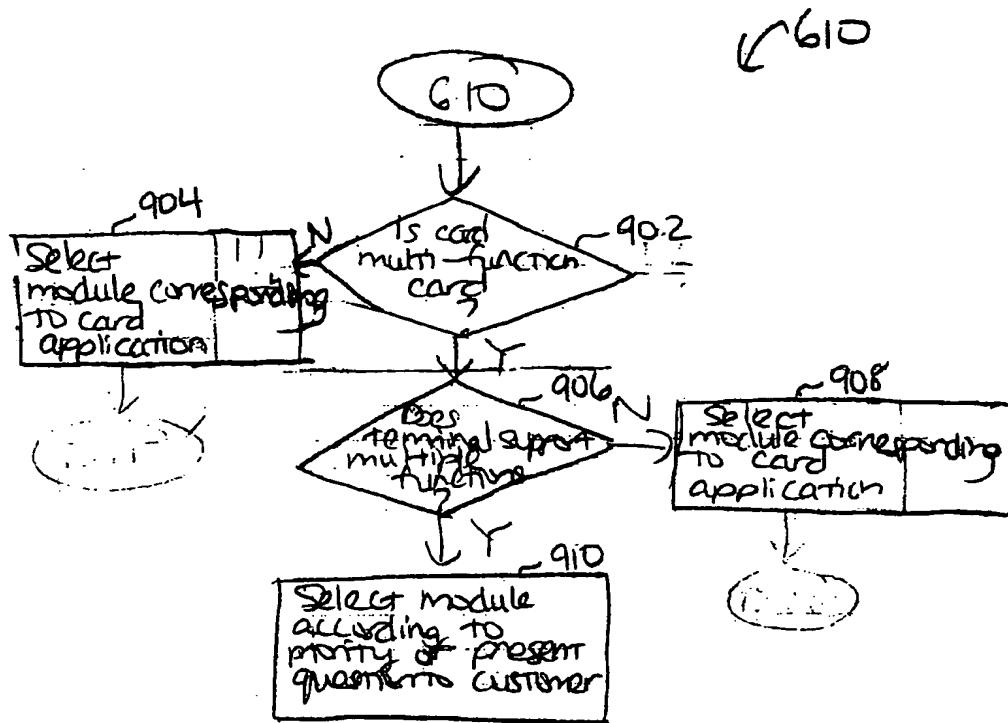 610
610
904
Select
module corresponding
TO card
application
N
Is card
multi-function
card
?
902
Y
906
Does
terminal support
multiple
functions
?
N
908
Select
module corresponding
TO card
application
Y
910
Select module
according to
priority of present
question to customer